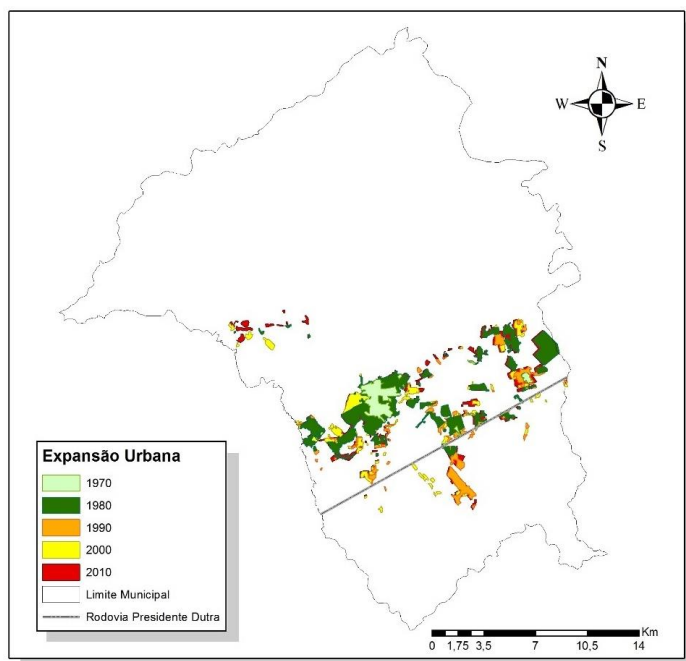 N
W E
S
Expansão Urbana
1970
1980
1990
2000
2010
Limite Municipal
Rodovia Presidente Dutra
Km
0 1,75 3,5 7 10,5 14